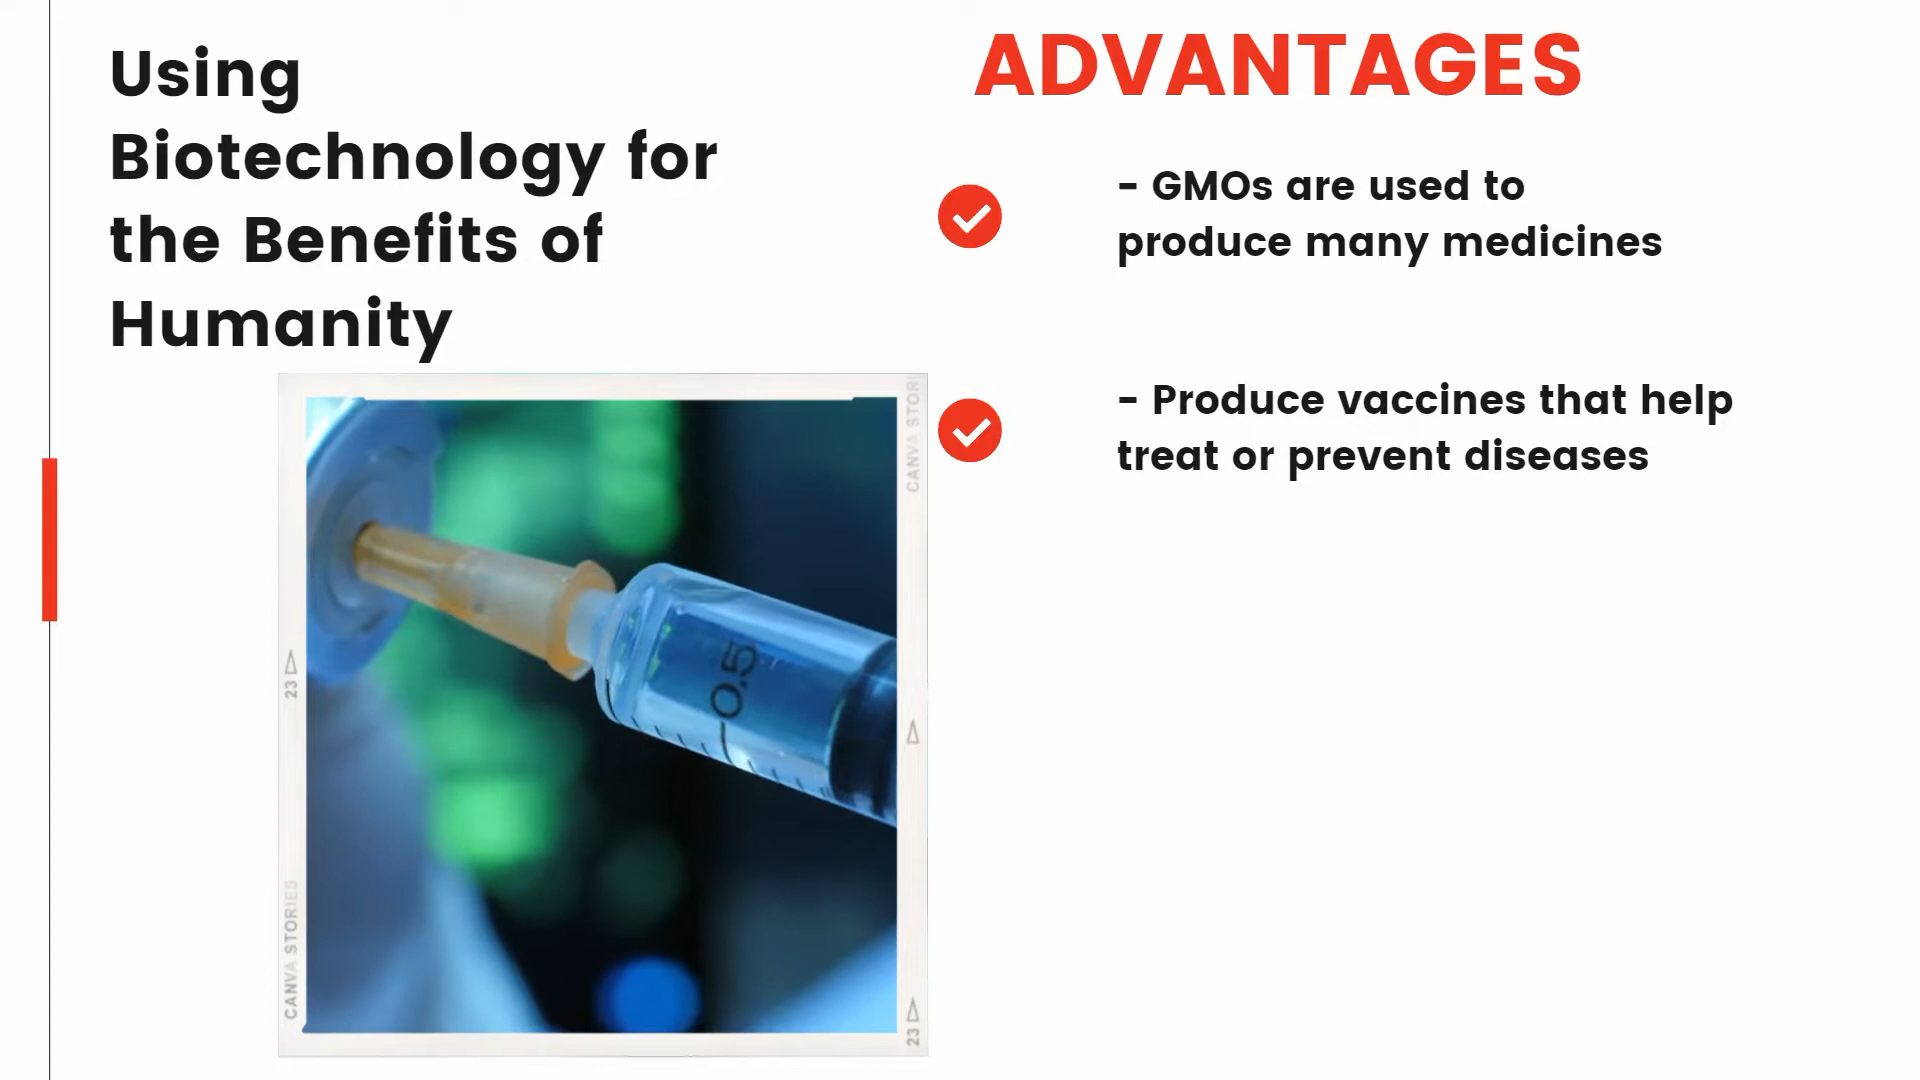 Using
Biotechnology for
the Benefits of
Humanity
ADVANTAGES
- GMOs are used to
produce many medicines
- Produce vaccines that help
treat or prevent diseases
CANVA STORI
23
CANVA STORIES
0.5
23